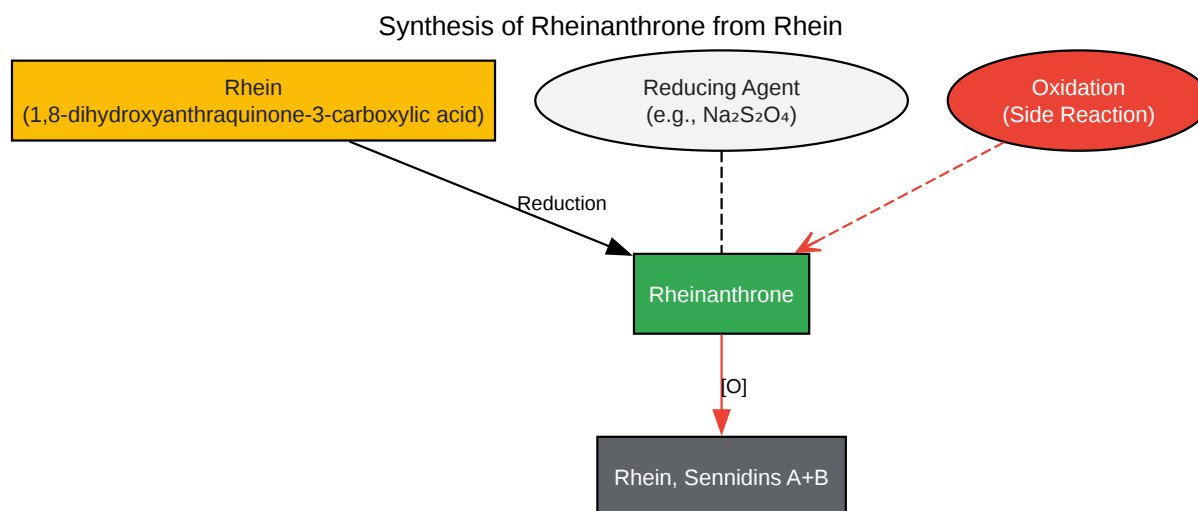 Synthesis of Rheinanthrone from Rhein
Rhein
(1,8-dihydroxyanthraquinone-3-carboxylic acid)
Reducing Agent
(e.g., Na₂S₂O₄)
Oxidation
(Side Reaction)
Reduction
Rheinanthrone
[O]
Rhein, Sennidins A+B